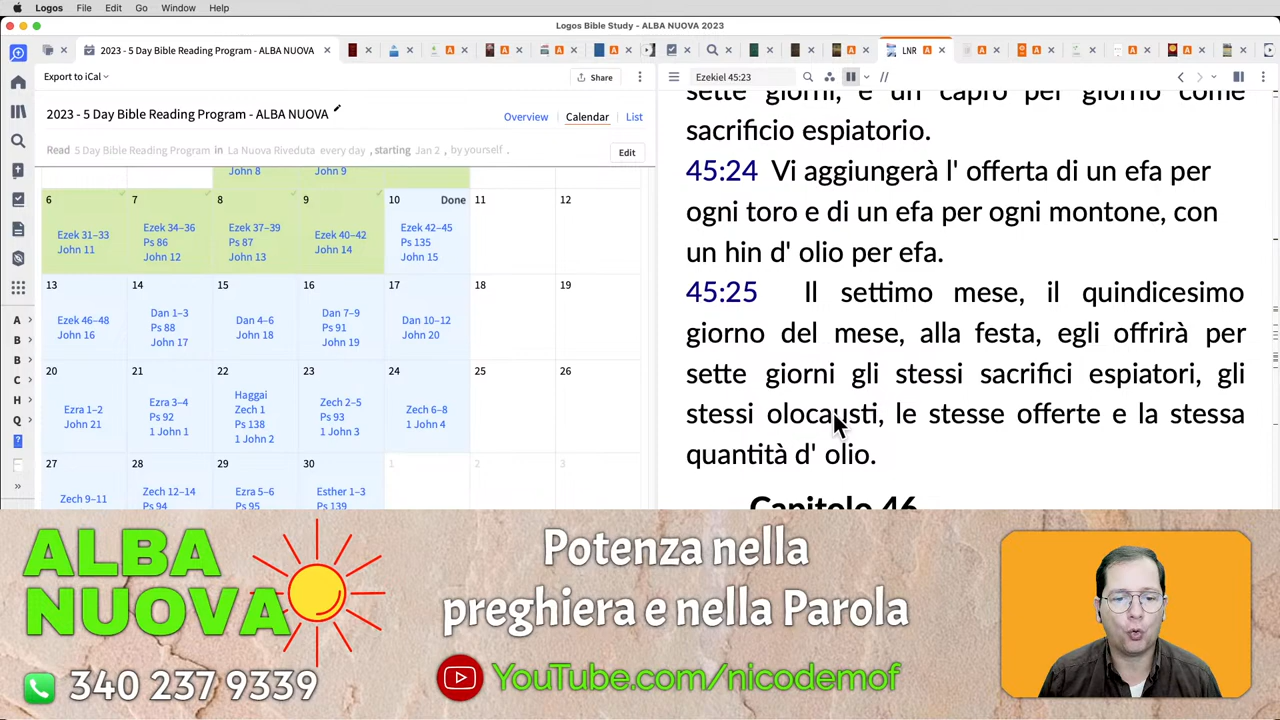 Logos File Edit Go Window Help
Logos Bible Study - ALBA NUOVA 2023
2023 - 5 Day Bible Reading Program - ALBA NUOVA
LNR
Export to iCal
Share
Ezekiel 45:23
2023 - 5 Day Bible Reading Program - ALBA NUOVA
Overview
Calendar
List
Read 5 Day Bible Reading Program in La Nuova Riveduta every day , starting Jan 2 , by yourself .
Edit
John 8
John 9
6
7
8
9
10 Done
11
12
Ezek 31–33
John 11
Ezek 34–36
Ps 86
John 12
Ezek 37–39
Ps 87
John 13
Ezek 40–42
John 14
Ezek 42–45
Ps 135
John 15
13
14
15
16
17
18
19
Ezek 46–48
John 16
Dan 1–3
Ps 88
John 17
Dan 4–6
John 18
Dan 7–9
Ps 91
John 19
Dan 10–12
John 20
20
21
22
23
24
25
26
Ezra 1–2
John 21
Ezra 3–4
Ps 92
1 John 1
Haggai
Zech 1
Ps 138
1 John 2
Zech 2–5
Ps 93
1 John 3
Zech 6–8
1 John 4
27
28
29
30
1
2
3
Zech 9–11
Zech 12–14
Ps 94
Ezra 5–6
Ps 95
Esther 1–3
Ps 139
A
B
B
C
H
Q
sette giorni, e un capro per giorno come
sacrificio espiatorio.
45:24 Vi aggiungerà l' offerta di un efa per
ogni toro e di un efa per ogni montone, con
un hin d' olio per efa.
45:25 Il settimo mese, il quindicesimo
giorno del mese, alla festa, egli offrirà per
sette giorni gli stessi sacrifici espiatori, gli
stessi olocausti, le stesse offerte e la stessa
quantità d' olio.
Capitolo 46
ALBA
NUOVA
340 237 9339
Potenza nella
preghiera e nella Parola
YouTube.com/nicodemof